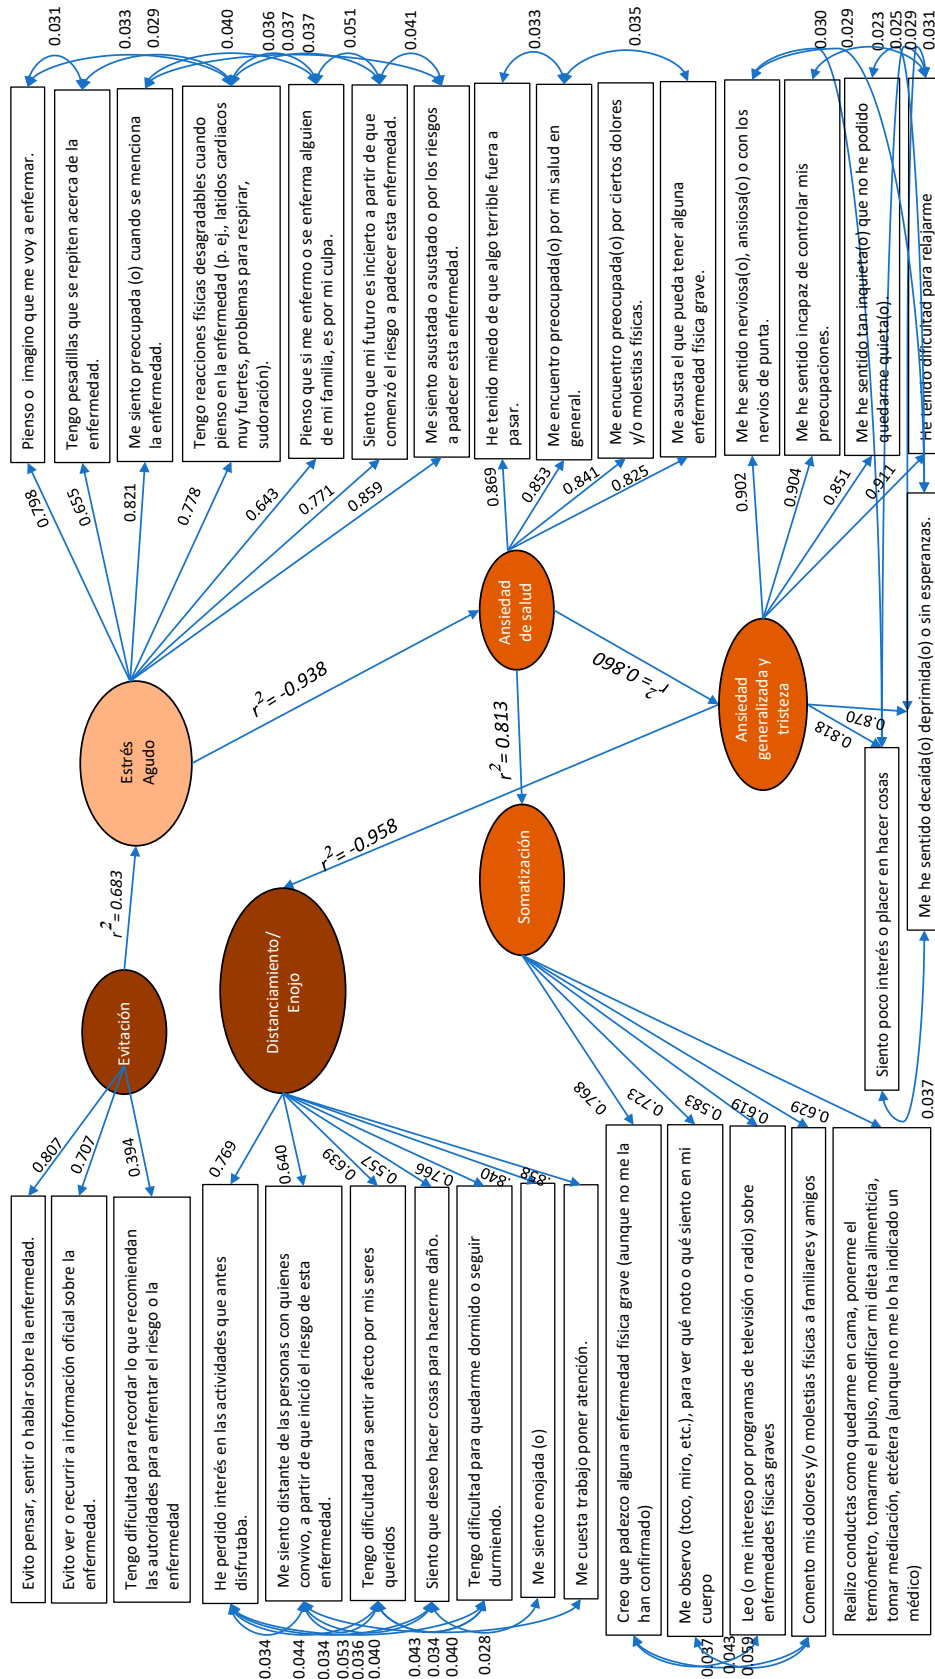 Evito pensar, sentir o hablar sobre la enfermedad.
Evito ver o recurrir a información oficial sobre la
enfermedad.
Tengo dificultad para recordar lo que recomiendan
las autoridades para enfrentar el riesgo o la
enfermedad
0.807
0.707
0.394
Evitación
r² = 0.683
Estrés
Agudo
0.798
0.655
0.821
0.778
0.643
0.771
0.859
Pienso o imagino que me voy a enfermar.
Tengo pesadillas que se repiten acerca de la
enfermedad.
Me siento preocupada (o) cuando se menciona
la enfermedad.
Tengo reacciones físicas desagradables cuando
pienso en la enfermedad (p. ej., latidos cardiacos
muy fuertes, problemas para respirar,
sudoración).
Pienso que si me enfermo o se enferma alguien
de mi familia, es por mi culpa.
Siento que mi futuro es incierto a partir de que
comenzó el riesgo a padecer esta enfermedad.
Me siento asustada o asustado o por los riesgos
a padecer esta enfermedad.
0.031
0.033
0.029
0.040
0.036
0.037
0.037
0.051
0.041
He perdido interés en las actividades que antes
disfrutaba.
Me siento distante de las personas con quienes
convivo, a partir de que inició el riesgo de esta
enfermedad.
Tengo dificultad para sentir afecto por mis seres
queridos
Siento que deseo hacer cosas para hacerme daño.
Tengo dificultad para quedarme dormido o seguir
durmiendo.
Me siento enojada (o)
Me cuesta trabajo poner atención.
0.034
0.044
0.034
0.053
0.036
0.040
0.043
0.034
0.040
0.028
0.769
0.640
0.639
0.557
0.766
.840
.858
Distanciamiento/
Enojo
r² = -0.958
r² = -0.938
Ansiedad
de salud
0.869
0.853
0.841
0.825
He tenido miedo de que algo terrible fuera a
pasar.
Me encuentro preocupada(o) por mi salud en
general.
Me encuentro preocupada(o) por ciertos dolores
y/o molestias físicas.
Me asusta el que pueda tener alguna
enfermedad física grave.
0.033
0.035
r² = 0.813
r² = 0.860
Somatización
0.768
0.723
0.583
0.619
0.629
Creo que padezco alguna enfermedad física grave (aunque no me la
han confirmado)
Me observo (toco, miro, etc.), para ver qué noto o qué siento en mi
cuerpo
Leo (o me intereso por programas de televisión o radio) sobre
enfermedades físicas graves
Comento mis dolores y/o molestias físicas a familiares y amigos
Realizo conductas como quedarme en cama, ponerme el
termómetro, tomarme el pulso, modificar mi dieta alimenticia,
tomar medicación, etcétera (aunque no me lo ha indicado un
médico)
0.037
0.043
0.059
Ansiedad
generalizada y
tristeza
0.902
0.904
0.851
0.911
0.870
0.818
Me he sentido nerviosa(o), ansiosa(o) o con los
nervios de punta.
Me he sentido incapaz de controlar mis
preocupaciones.
Me he sentido tan inquieta(o) que no he podido
quedarme quieta(o).
He tenido dificultad para relajarme
Siento poco interés o placer en hacer cosas
Me he sentido decaída(o) deprimida(o) o sin esperanzas.
0.030
0.029
0.023
0.025
0.029
0.031
0.037